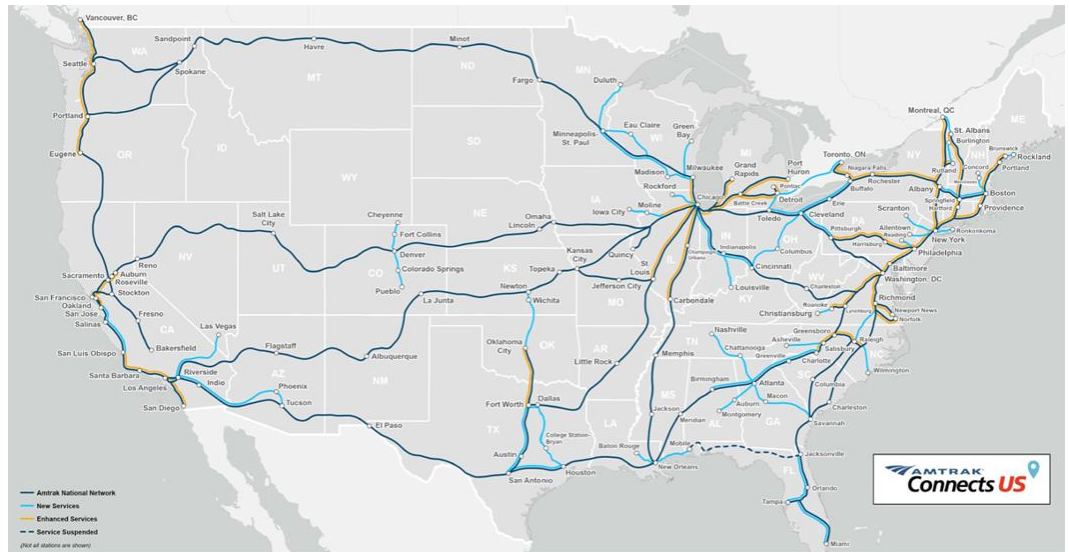 Vancouver, BC
Seattle
Portland
Eugene
Sandpoint
Spokane
Havre
Minot
Fargo
Duluth
Minneapolis-
St. Paul
Eau Claire
Green
Bay
Madison
Milwaukee
Rockford
Chicago
Grand
Rapids
Port
Huron
Pontiac
Battle Creek
Detroit
Toledo
Toronto, ON
Niagara Falls
Buffalo
Rochester
Montreal, QC
St. Albans
Burlington
Rutland
Concord
Brunswick
Rockland
Portland
Albany
Boston
Springfield
Hartford
Providence
Scranton
Allentown
Reading
Ronkonkoma
New York
Philadelphia
Harrisburg
Pittsburgh
Erie
Cleveland
Columbus
Cincinnati
Indianapolis
Louisville
Champaign
Urbana
Moline
Iowa City
Omaha
Lincoln
Quincy
Kansas
City
St.
Louis
Jefferson City
Topeka
Newton
Wichita
Carbondale
Baltimore
Washington, DC
Richmond
Newport News
Norfolk
Charleston
Roanoke
Lynchburg
Christiansburg
Greensboro
Raleigh
Wilmington
Salisbury
Asheville
Greenville
Charlotte
Columbia
Charleston
Savannah
Jacksonville
Orlando
Tampa
Miami
Nashville
Chattanooga
Atlanta
Macon
Auburn
Montgomery
Birmingham
Meridian
Jackson
Memphis
Little Rock
Mobile
New Orleans
Baton Rouge
Houston
College Station-
Bryan
Dallas
Fort Worth
Austin
San Antonio
Oklahoma
City
Cheyenne
Fort Collins
Denver
Colorado Springs
Pueblo
La Junta
Albuquerque
El Paso
Salt Lake
City
Reno
Sacramento
Auburn
Roseville
Stockton
San Francisco
Oakland
San Jose
Salinas
Fresno
Bakersfield
San Luis Obispo
Santa Barbara
Los Angeles
San Diego
Riverside
Indio
Las Vegas
Flagstaff
Phoenix
Tucson
WA
OR
ID
MT
ND
SD
WY
NE
NV
UT
CO
KS
CA
AZ
NM
OK
TX
MN
WI
IA
IL
MO
AR
LA
MS
MI
IN
OH
KY
TN
AL
GA
FL
SC
NC
WV
PA
NY
NH
ME
Amtrak National Network
New Services
Enhanced Services
Service Suspended
(Not all stations are shown)
AMTRAK
Connects US